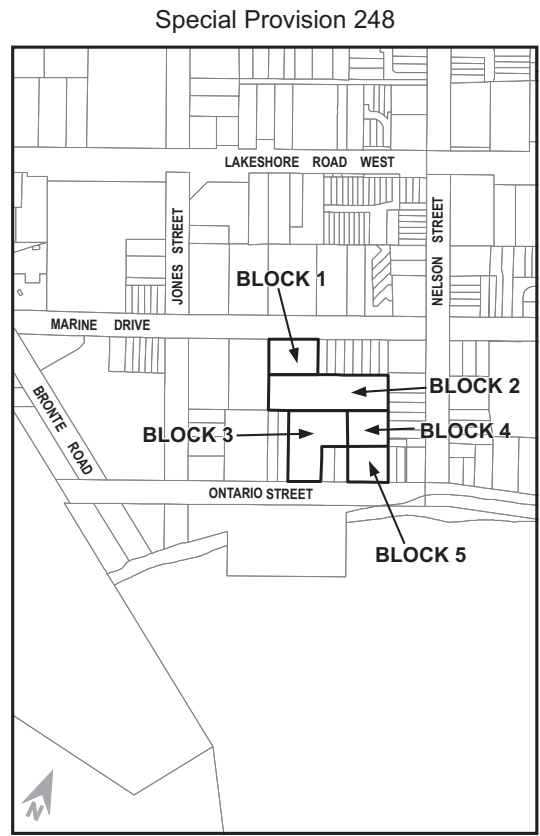 Special Provision 248
LAKESHORE ROAD WEST
JONES STREET
NELSON STREET
BLOCK 1
MARINE DRIVE
BLOCK 2
BRONTE ROAD
BLOCK 3
BLOCK 4
ONTARIO STREET
BLOCK 5
N